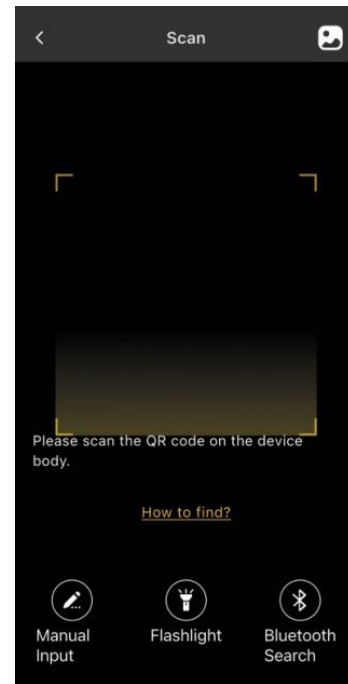 Scan
Please scan the QR code on the device
body.
How to find?
Manual
Input
Flashlight
Bluetooth
Search